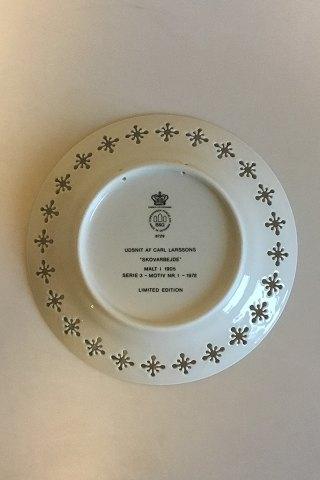 B&G
UDSNIT AF CARL LARSSONS
"SKOVARBEJDE"
MALT I 1905
SERIE 3 - MOTIV NR. 1 - 1978
LIMITED EDITION